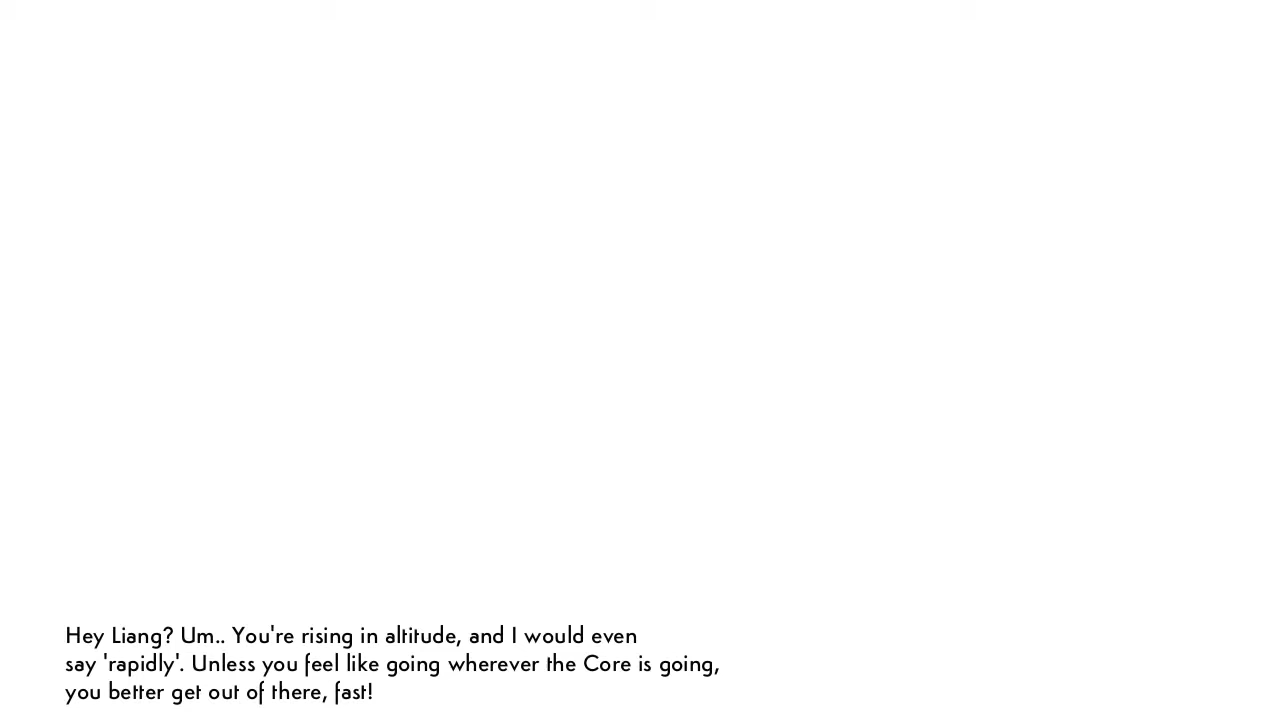 Hey Liang? Um.. You're rising in altitude, and I would even
say 'rapidly'. Unless you feel like going wherever the Core is going,
you better get out of there, fast!